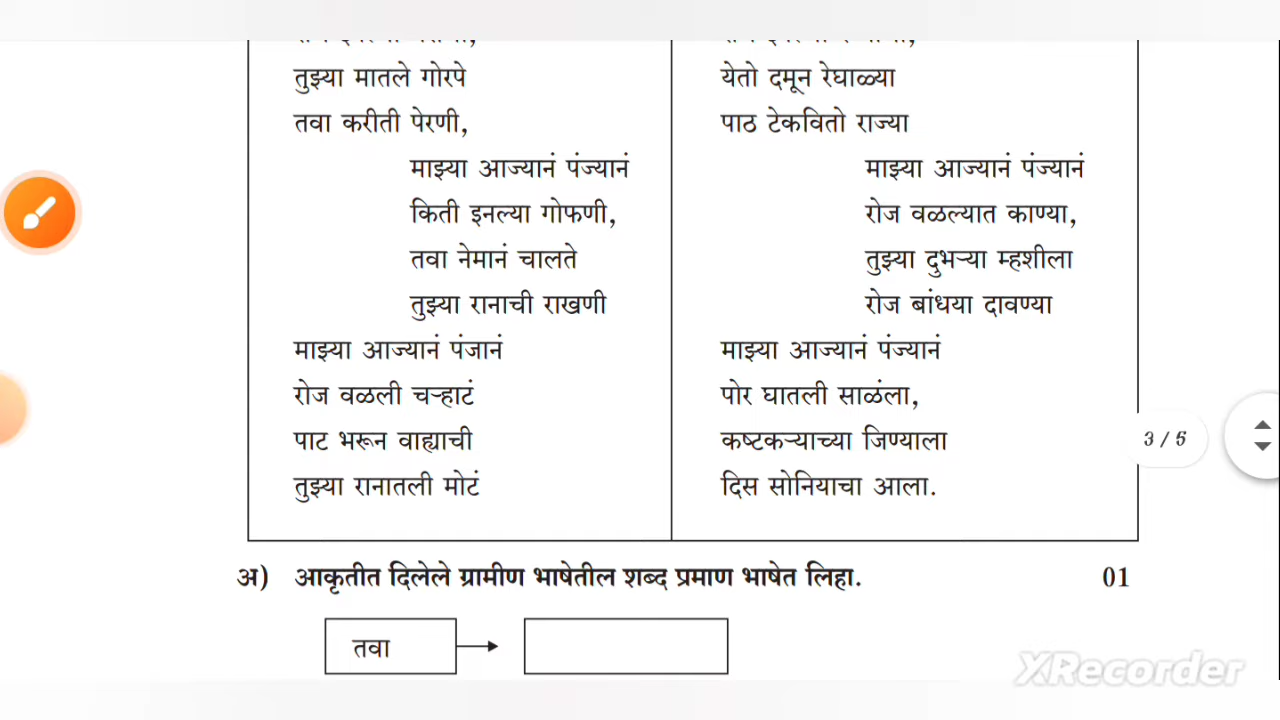 तुझ्या मातले गोरपे
तवा करीती पेरणी,
माझ्या आज्यानं पंज्यानं
किती इनल्या गोफणी,
तवा नेमानं चालते
तुझ्या रानाची राखणी
माझ्या आज्यानं पंजानं
रोज वळली चऱ्हाटं
पाट भरून वाह्याची
तुझ्या रानातली मोटं
येतो दमून रेघाळ्या
पाठ टेकवितो राज्या
माझ्या आज्यानं पंज्यानं
रोज वळल्यात काण्या,
तुझ्या दुभऱ्या म्हशीला
रोज बांधया दावण्या
माझ्या आज्यानं पंज्यानं
पोर घातली साळंला,
कष्टकऱ्याच्या जिण्याला
दिस सोनियाचा आला.
3 / 5
अ) आकृतीत दिलेले ग्रामीण भाषेतील शब्द प्रमाण भाषेत लिहा. 01
तवा
XRecorder